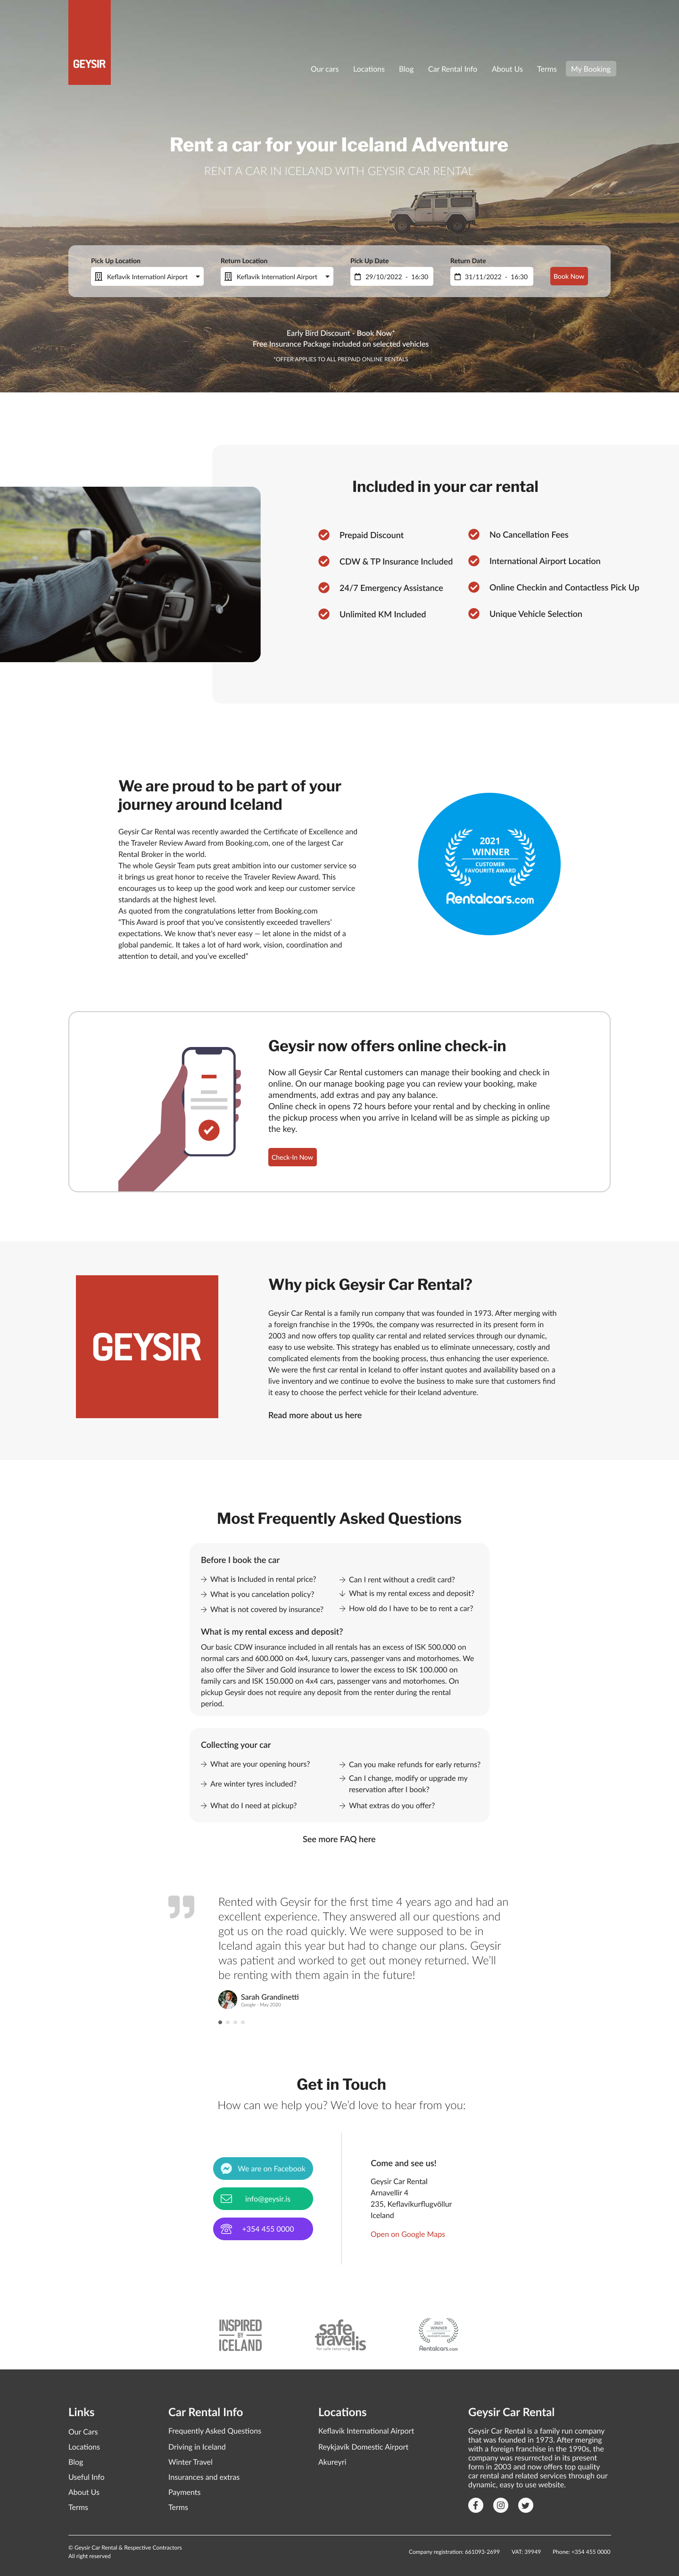 GEYSIR
Our cars Locations Blog Car Rental Info About Us Terms My Booking
Rent a car for your Iceland Adventure
RENT A CAR IN ICELAND WITH GEYSIR CAR RENTAL
Pick Up Location Return Location Pick Up Date Return Date
Keflavik Internationl Airport Keflavik Internationl Airport 29/10/2022 - 16:30 31/11/2022 - 16:30 Book Now
Early Bird Discount - Book Now*
Free Insurance Package included on selected vehicles
*OFFER APPLIES TO ALL PREPAID ONLINE RENTALS
Included in your car rental
Prepaid Discount
CDW & TP Insurance Included
24/7 Emergency Assistance
Unlimited KM Included
No Cancellation Fees
International Airport Location
Online Checkin and Contactless Pick Up
Unique Vehicle Selection
We are proud to be part of your
journey around Iceland
Geysir Car Rental was recently awarded the Certificate of Excellence and
the Traveler Review Award from Booking.com, one of the largest Car
Rental Broker in the world.
The whole Geysir Team puts great ambition into our customer service so
it brings us great honor to receive the Traveler Review Award. This
encourages us to keep up the good work and keep our customer service
standards at the highest level.
As quoted from the congratulations letter from Booking.com
"This Award is proof that you've consistently exceeded travellers'
expectations. We know that's never easy — let alone in the midst of a
global pandemic. It takes a lot of hard work, vision, coordination and
attention to detail, and you've excelled"
2021
WINNER
CUSTOMER
FAVOURITE AWARD
Rentalcars.com
Geysir now offers online check-in
Now all Geysir Car Rental customers can manage their booking and check in
online. On our manage booking page you can review your booking, make
amendments, add extras and pay any balance.
Online check in opens 72 hours before your rental and by checking in online
the pickup process when you arrive in Iceland will be as simple as picking up
the key.
Check-In Now
GEYSIR
Why pick Geysir Car Rental?
Geysir Car Rental is a family run company that was founded in 1973. After merging with
a foreign franchise in the 1990s, the company was resurrected in its present form in
2003 and now offers top quality car rental and related services through our dynamic,
easy to use website. This strategy has enabled us to eliminate unnecessary, costly and
complicated elements from the booking process, thus enhancing the user experience.
We were the first car rental in Iceland to offer instant quotes and availability based on a
live inventory and we continue to evolve the business to make sure that customers find
it easy to choose the perfect vehicle for their Iceland adventure.
Read more about us here
Most Frequently Asked Questions
Before I book the car
What is Included in rental price?
What is you cancelation policy?
What is not covered by insurance?
Can I rent without a credit card?
What is my rental excess and deposit?
How old do I have to be to rent a car?
What is my rental excess and deposit?
Our basic CDW insurance included in all rentals has an excess of ISK 500.000 on
normal cars and 600.000 on 4x4, luxury cars, passenger vans and motorhomes. We
also offer the Silver and Gold insurance to lower the excess to ISK 100.000 on
family cars and ISK 150.000 on 4x4 cars, passenger vans and motorhomes. On
pickup Geysir does not require any deposit from the renter during the rental
period.
Collecting your car
What are your opening hours?
Are winter tyres included?
What do I need at pickup?
Can you make refunds for early returns?
Can I change, modify or upgrade my
reservation after I book?
What extras do you offer?
See more FAQ here
Rented with Geysir for the first time 4 years ago and had an
excellent experience. They answered all our questions and
got us on the road quickly. We were supposed to be in
Iceland again this year but had to change our plans. Geysir
was patient and worked to get out money returned. We'll
be renting with them again in the future!
Sarah Grandinetti
Google - May 2020
Get in Touch
How can we help you? We'd love to hear from you:
We are on Facebook
info@geysir.is
+354 455 0000
Come and see us!
Geysir Car Rental
Arnavellir 4
235, Keflavikurflugvöllur
Iceland
Open on Google Maps
INSPIRED
BY
ICELAND
safe
travel.is
for safe returning
2021
WINNER
CUSTOMER
FAVOURITE AWARD
Rentalcars.com
Links
Our Cars
Locations
Blog
Useful Info
About Us
Terms
Car Rental Info
Frequently Asked Questions
Driving in Iceland
Winter Travel
Insurances and extras
Payments
Terms
Locations
Keflavik International Airport
Reykjavik Domestic Airport
Akureyri
Geysir Car Rental
Geysir Car Rental is a family run company
that was founded in 1973. After merging
with a foreign franchise in the 1990s, the
company was resurrected in its present
form in 2003 and now offers top quality
car rental and related services through our
dynamic, easy to use website.
© Geysir Car Rental & Respective Contractors
All right reserved
Company registration: 661093-2699 VAT: 39949 Phone: +354 455 0000